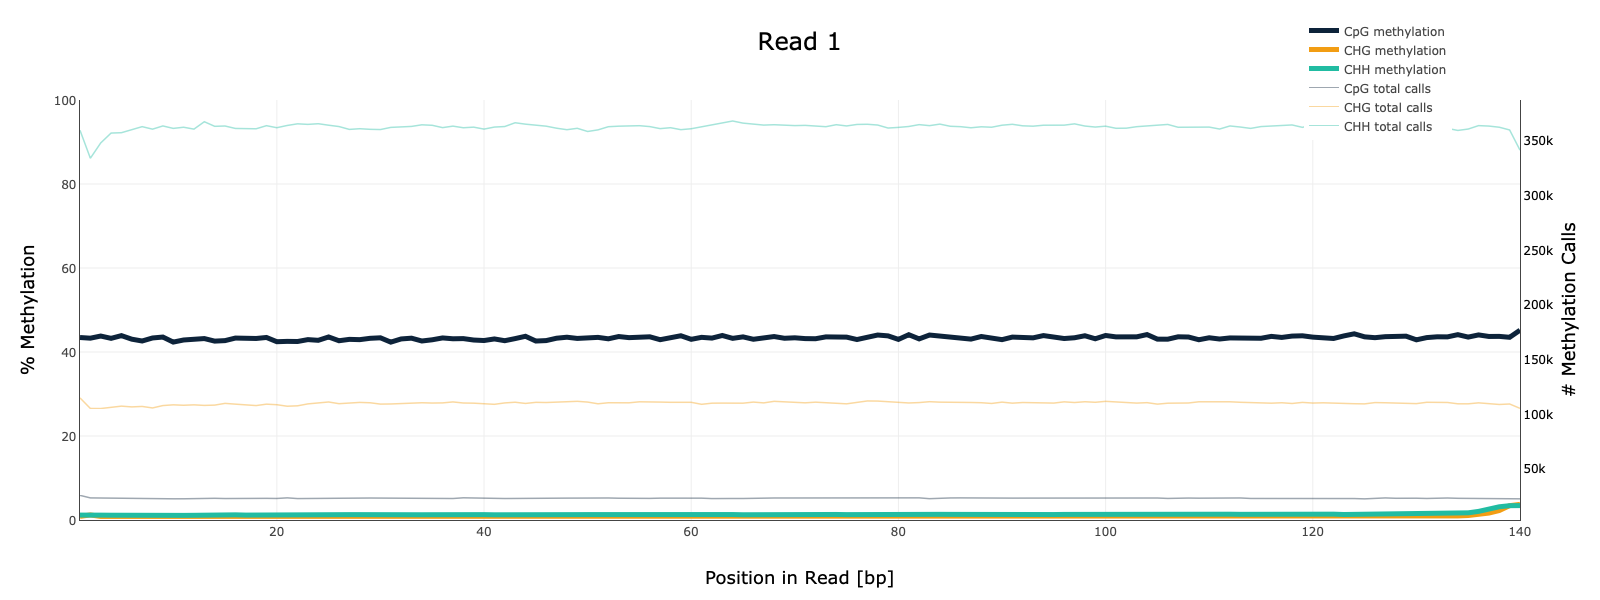 Read 1
CpG methylation
CHG methylation
CHH methylation
CpG total calls
CHG total calls
CHH total calls
100
80
60
40
20
0
% Methylation
350k
300k
250k
200k
150k
100k
50k
# Methylation Calls
20
40
60
80
100
120
140
Position in Read [bp]